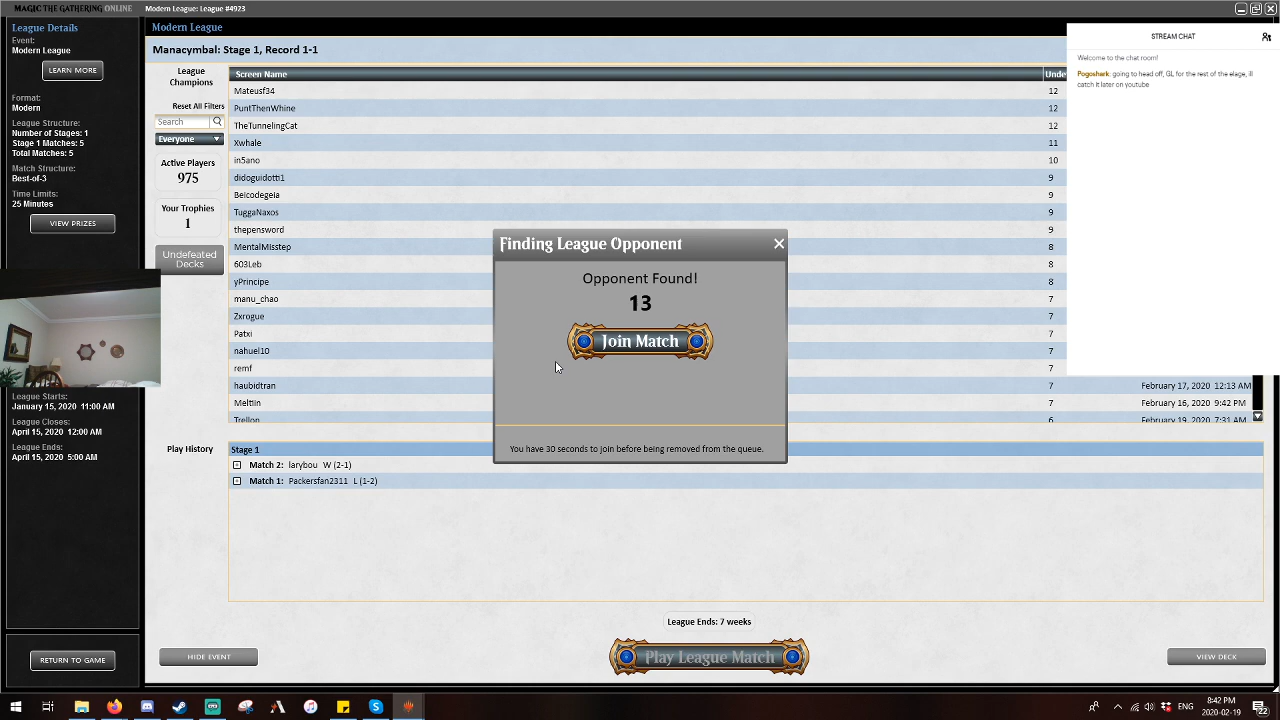 MAGIC THE GATHERING ONLINE
Modern League: League #4923
League Details
Event:
Modern League
LEARN MORE
Format:
Modern
League Structure:
Number of Stages: 1
Stage 1 Matches: 5
Total Matches: 5
Match Structure:
Best-of-3
Time Limits:
25 Minutes
VIEW PRIZES
League Starts:
January 15, 2020 11:00 AM
League Closes:
April 15, 2020 12:00 AM
League Ends:
April 15, 2020 5:00 AM
RETURN TO GAME
Modern League
Manacymbal: Stage 1, Record 1-1
League
Champions
Reset All Filters
Search
Everyone
Active Players
975
Your Trophies
1
Undefeated
Decks
Screen Name Unde
Mateusf34 12
PuntThenWhine 12
TheTunnelingCat 12
Xwhale 11
in5ano 10
didoguidotti1 9
Beicodegeia 9
TuggaNaxos 9
thepensword 9
MentalMisstep 8
603Leb 8
yPrincipe 8
manu_chao 7
Zxrogue 7
Patxi 7
nahuel10 7
remf 7
haubidtran 7 February 17, 2020 12:13 AM
Meltiin 7 February 16, 2020 9:42 PM
Trellon 6 February 19, 2020 7:31 AM
Finding League Opponent
Opponent Found!
13
Join Match
You have 30 seconds to join before being removed from the queue.
STREAM CHAT
Welcome to the chat room!
Pogoshark: going to head off, GL for the rest of the elage, ill
catch it later on youtube
Play History
Stage 1
Match 2: larybou W (2-1)
Match 1: Packersfan2311 L (1-2)
League Ends: 7 weeks
HIDE EVENT
Play League Match
VIEW DECK
ENG
8:42 PM
2020-02-19
22